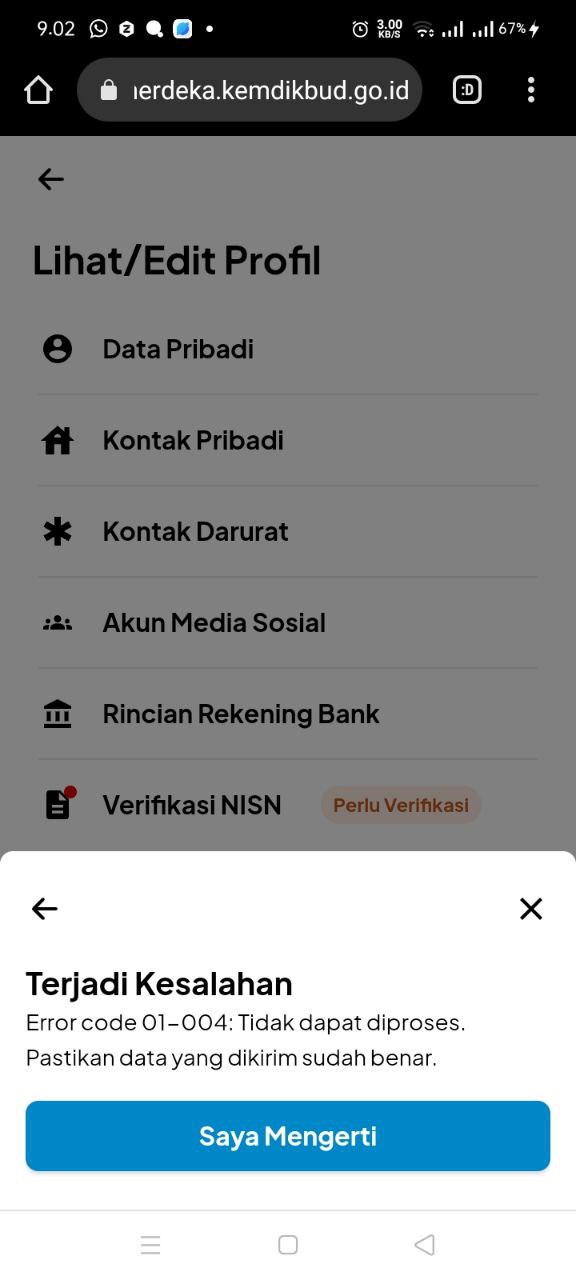 9.02
3.00
KB/S
67%
ıerdeka.kemdikbud.go.id
:D
Lihat/Edit Profil
Data Pribadi
Kontak Pribadi
Kontak Darurat
Akun Media Sosial
Rincian Rekening Bank
Verifikasi NISN Perlu Verifikasi
Terjadi Kesalahan
Error code 01-004: Tidak dapat diproses.
Pastikan data yang dikirim sudah benar.
Saya Mengerti